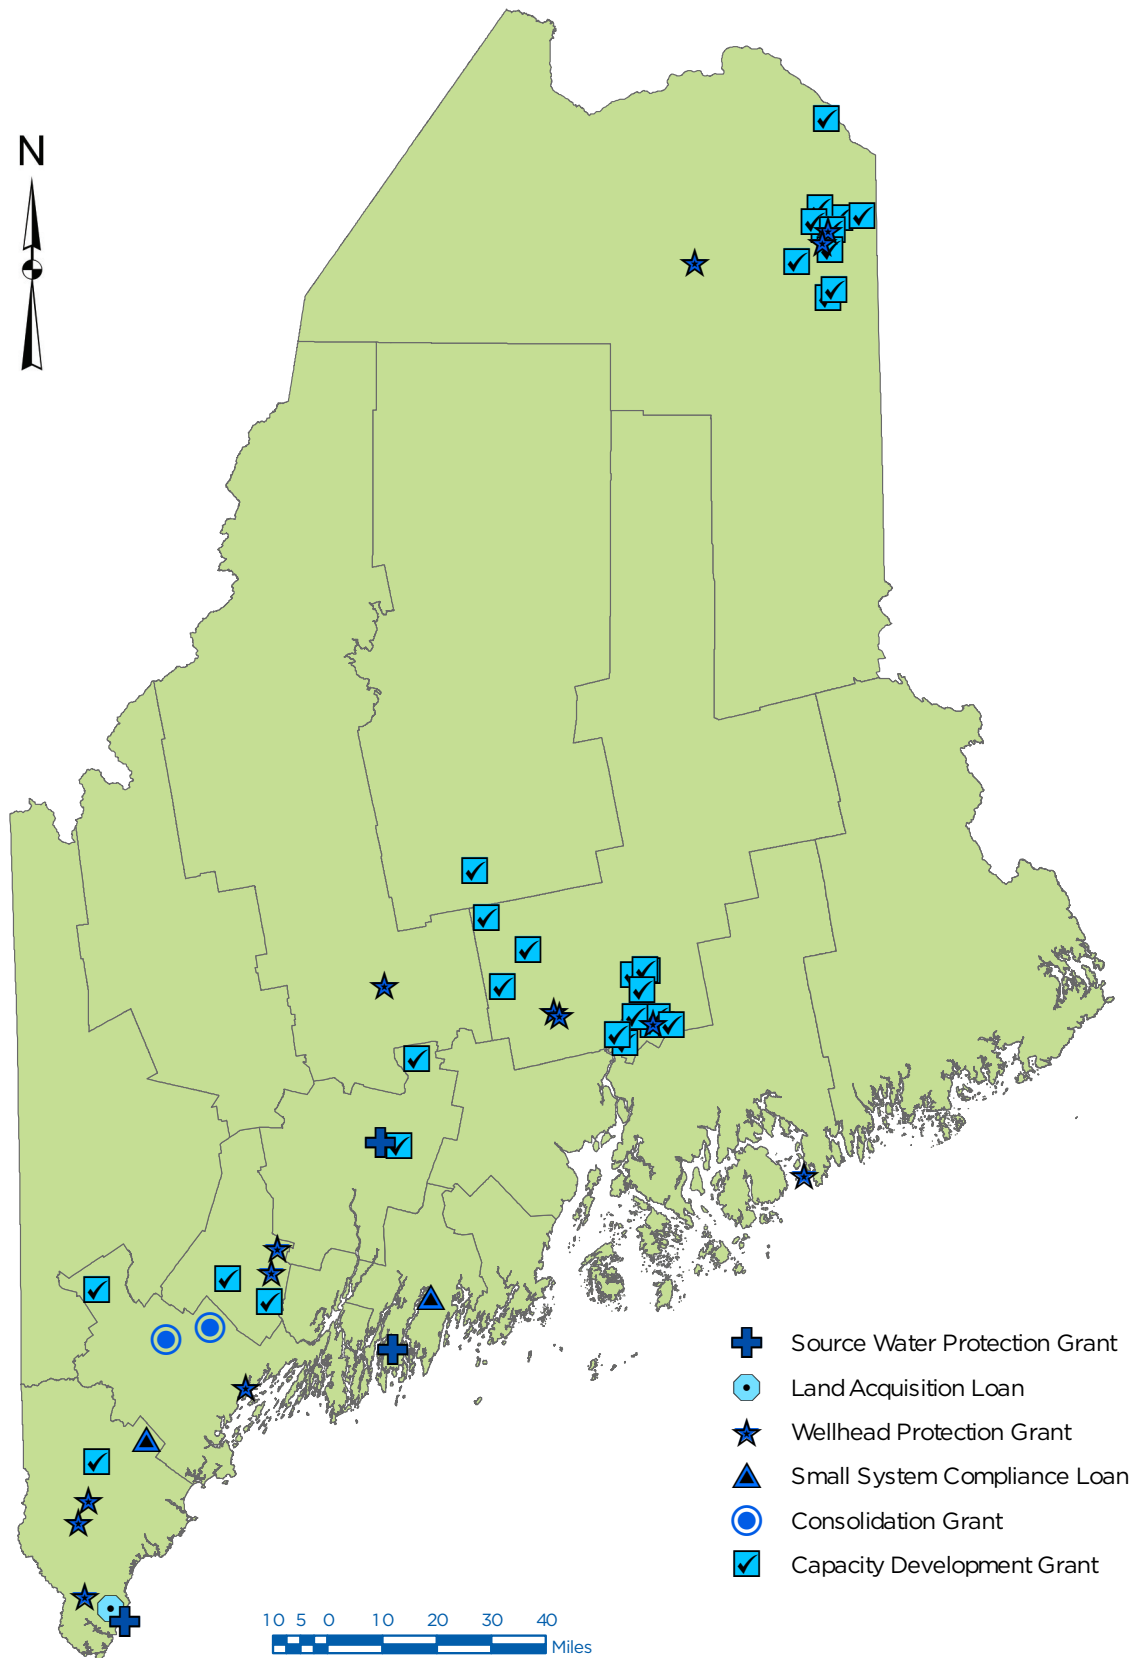 N
Source Water Protection Grant
Land Acquisition Loan
Wellhead Protection Grant
Small System Compliance Loan
Consolidation Grant
Capacity Development Grant
10 5 0 10 20 30 40
Miles